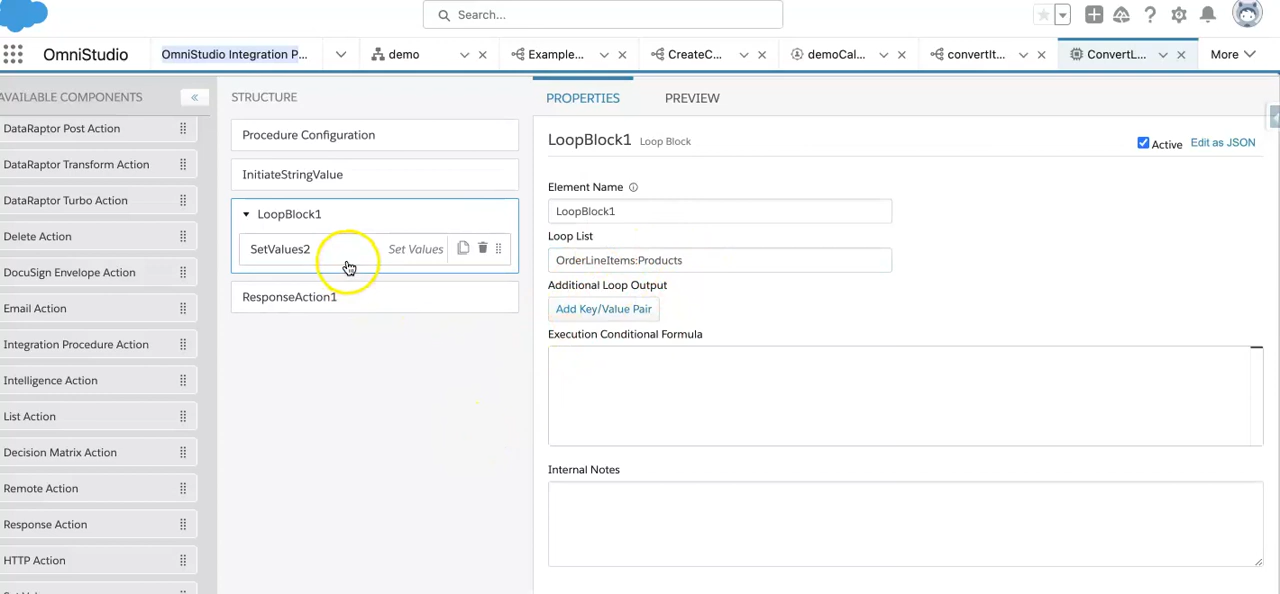 Search...
OmniStudio
OmniStudio Integration P...
demo
Example...
CreateC...
demoCal...
convertIt...
ConvertL...
More
AVAILABLE COMPONENTS
DataRaptor Post Action
DataRaptor Transform Action
DataRaptor Turbo Action
Delete Action
DocuSign Envelope Action
Email Action
Integration Procedure Action
Intelligence Action
List Action
Decision Matrix Action
Remote Action
Response Action
HTTP Action
STRUCTURE
Procedure Configuration
InitiateStringValue
LoopBlock1
SetValues2 Set Values
ResponseAction1
PROPERTIES PREVIEW
LoopBlock1 Loop Block
Active Edit as JSON
Element Name
LoopBlock1
Loop List
OrderLineItems:Products
Additional Loop Output
Add Key/Value Pair
Execution Conditional Formula
Internal Notes